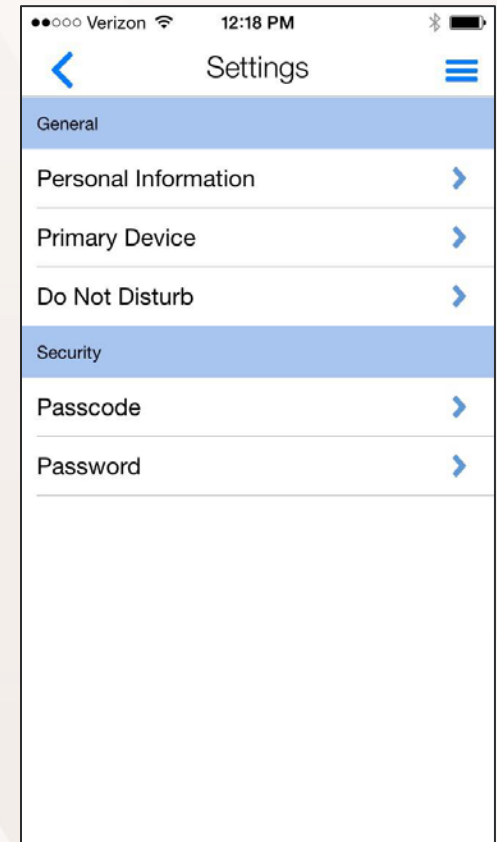 Verizon 12:18 PM
Settings
General
Personal Information
Primary Device
Do Not Disturb
Security
Passcode
Password